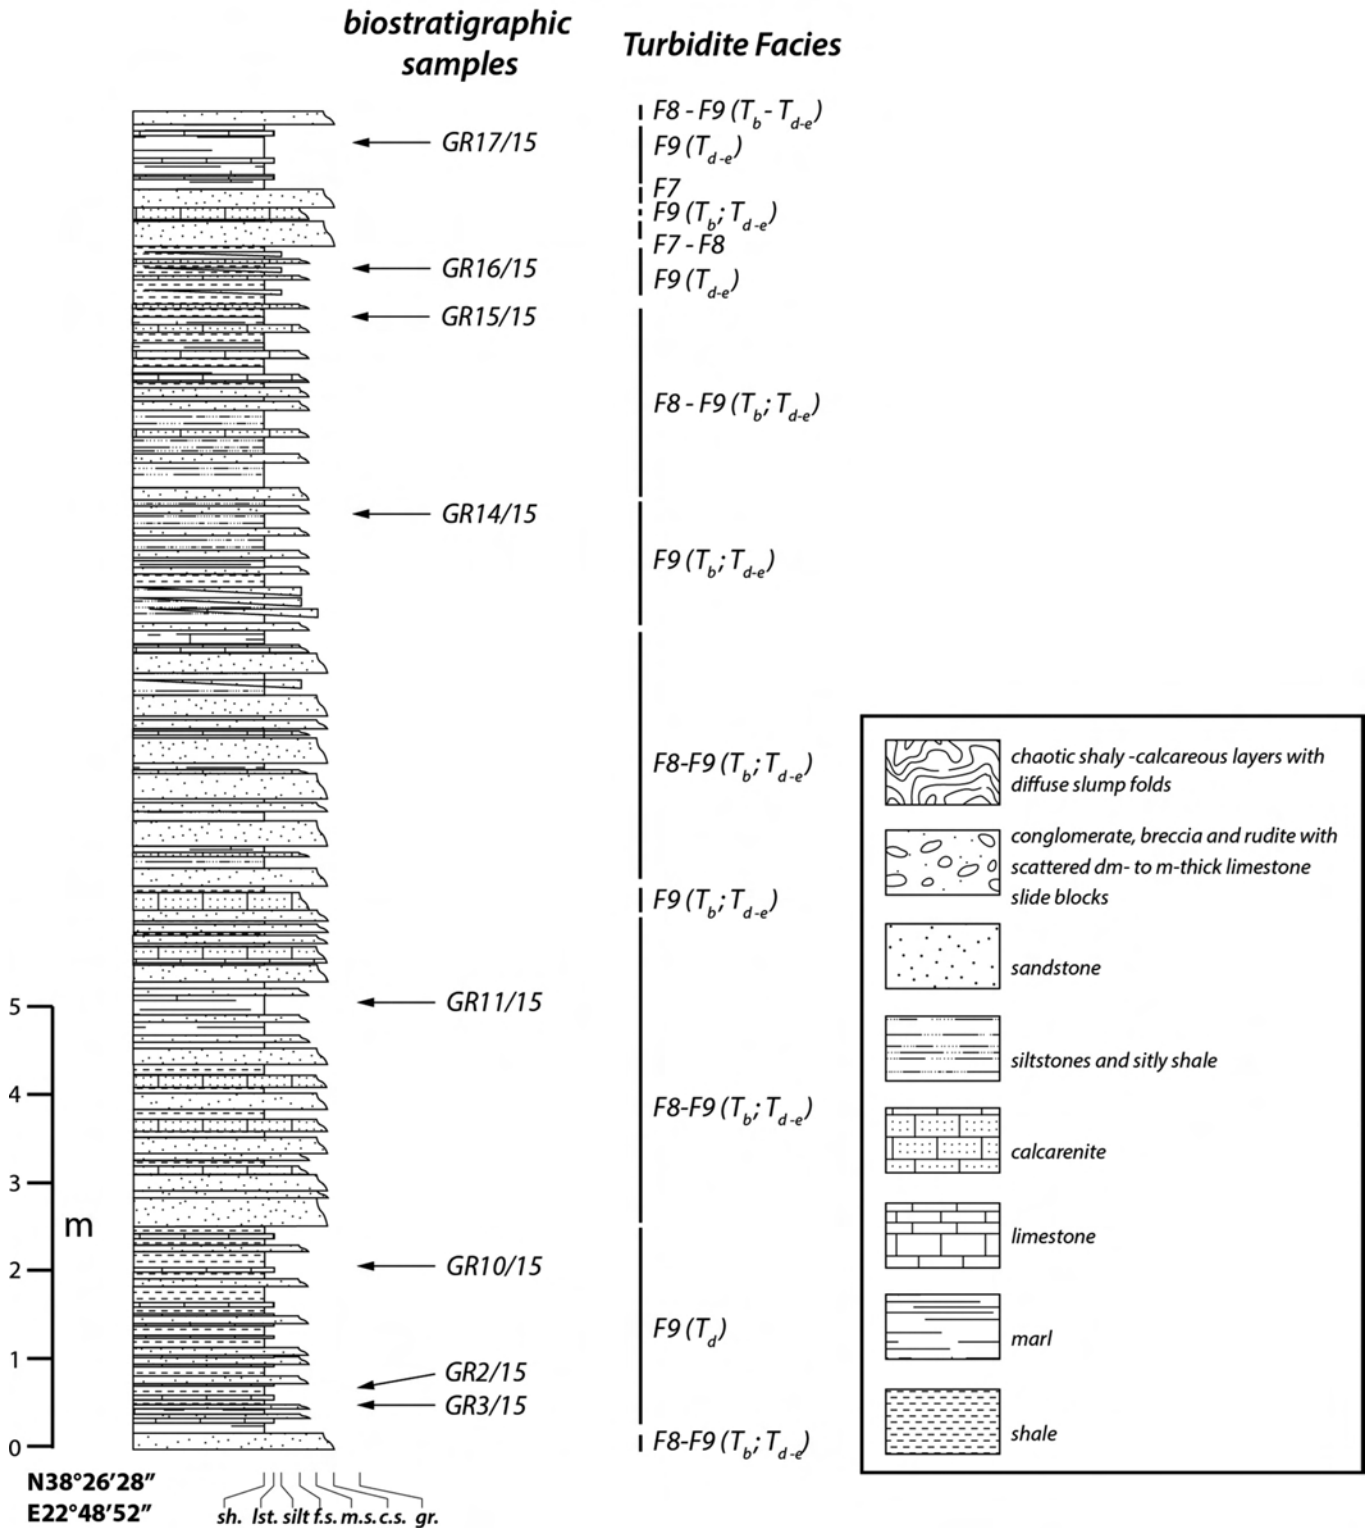 biostratigraphic
samples
Turbidite Facies
F8 - F9 (Tb - Td-e)
GR17/15
F9 (Td-e)
F7
F9 (Tb; Td-e)
F7 - F8
GR16/15
F9 (Td-e)
GR15/15
F8 - F9 (Tb; Td-e)
GR14/15
F9 (Tb; Td-e)
F8-F9 (Tb; Td-e)
F9 (Tb; Td-e)
GR11/15
F8-F9 (Tb; Td-e)
GR10/15
F9 (Td)
GR2/15
GR3/15
F8-F9 (Tb; Td-e)
5
4
3
m
2
1
0
N38°26'28"
E22°48'52"
sh. lst. silt f.s. m.s. c.s. gr.
chaotic shaly -calcareous layers with
diffuse slump folds
conglomerate, breccia and rudite with
scattered dm- to m-thick limestone
slide blocks
sandstone
siltstones and sitly shale
calcarenite
limestone
marl
shale